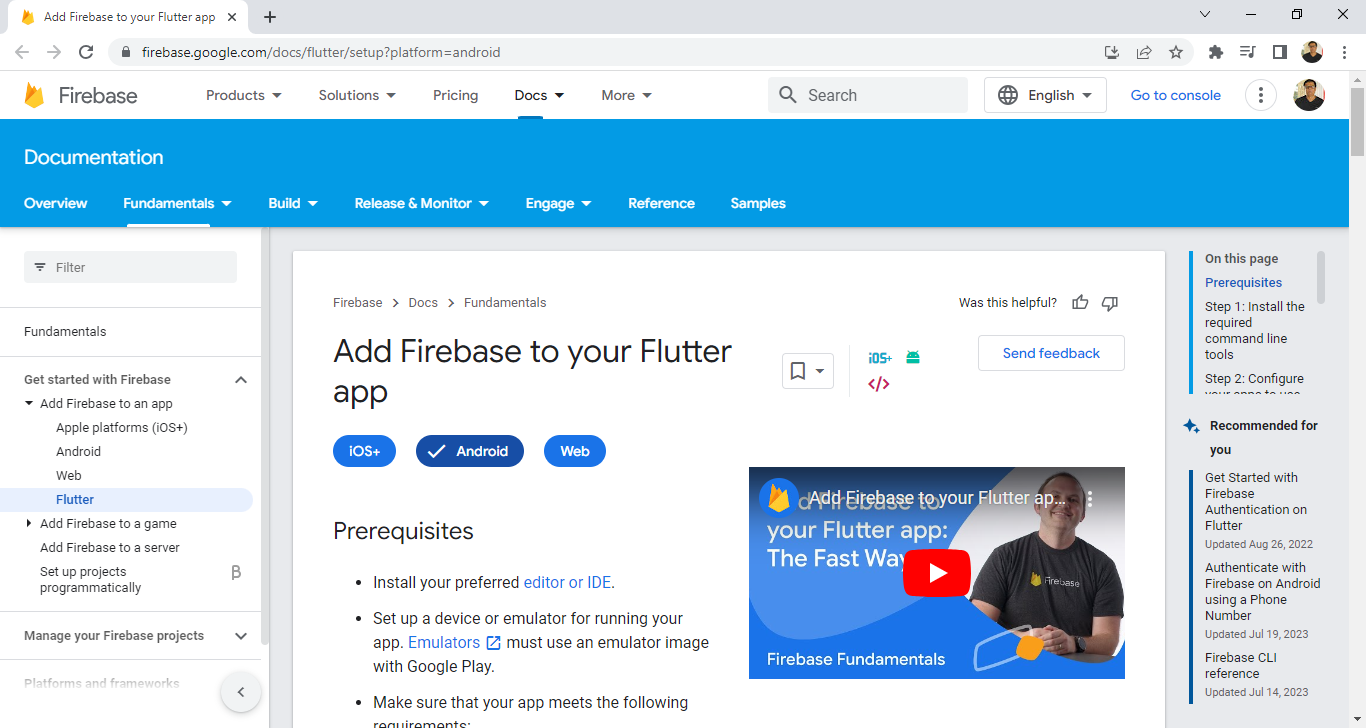 Add Firebase to your Flutter app
firebase.google.com/docs/flutter/setup?platform=android
Firebase
Products
Solutions
Pricing
Docs
More
Search
English
Go to console
Documentation
Overview
Fundamentals
Build
Release & Monitor
Engage
Reference
Samples
Filter
Fundamentals
Get started with Firebase
Add Firebase to an app
Apple platforms (iOS+)
Android
Web
Flutter
Add Firebase to a game
Add Firebase to a server
Set up projects
programmatically
β
Manage your Firebase projects
Platforms and frameworks
Firebase
Docs
Fundamentals
Was this helpful?
Add Firebase to your Flutter
app
iOS+
</>
Send feedback
iOS+
Android
Web
Prerequisites
Install your preferred editor or IDE.
Set up a device or emulator for running your
app. Emulators must use an emulator image
with Google Play.
Make sure that your app meets the following
requirements:
Add Firebase to your Flutter ap...
Add Firebase to
your Flutter app:
The Fast Way
Firebase
Firebase Fundamentals
On this page
Prerequisites
Step 1: Install the
required
command line
tools
Step 2: Configure
your apps to use
Recommended for
you
Get Started with
Firebase
Authentication on
Flutter
Updated Aug 26, 2022
Authenticate with
Firebase on Android
using a Phone
Number
Updated Jul 19, 2023
Firebase CLI
reference
Updated Jul 14, 2023